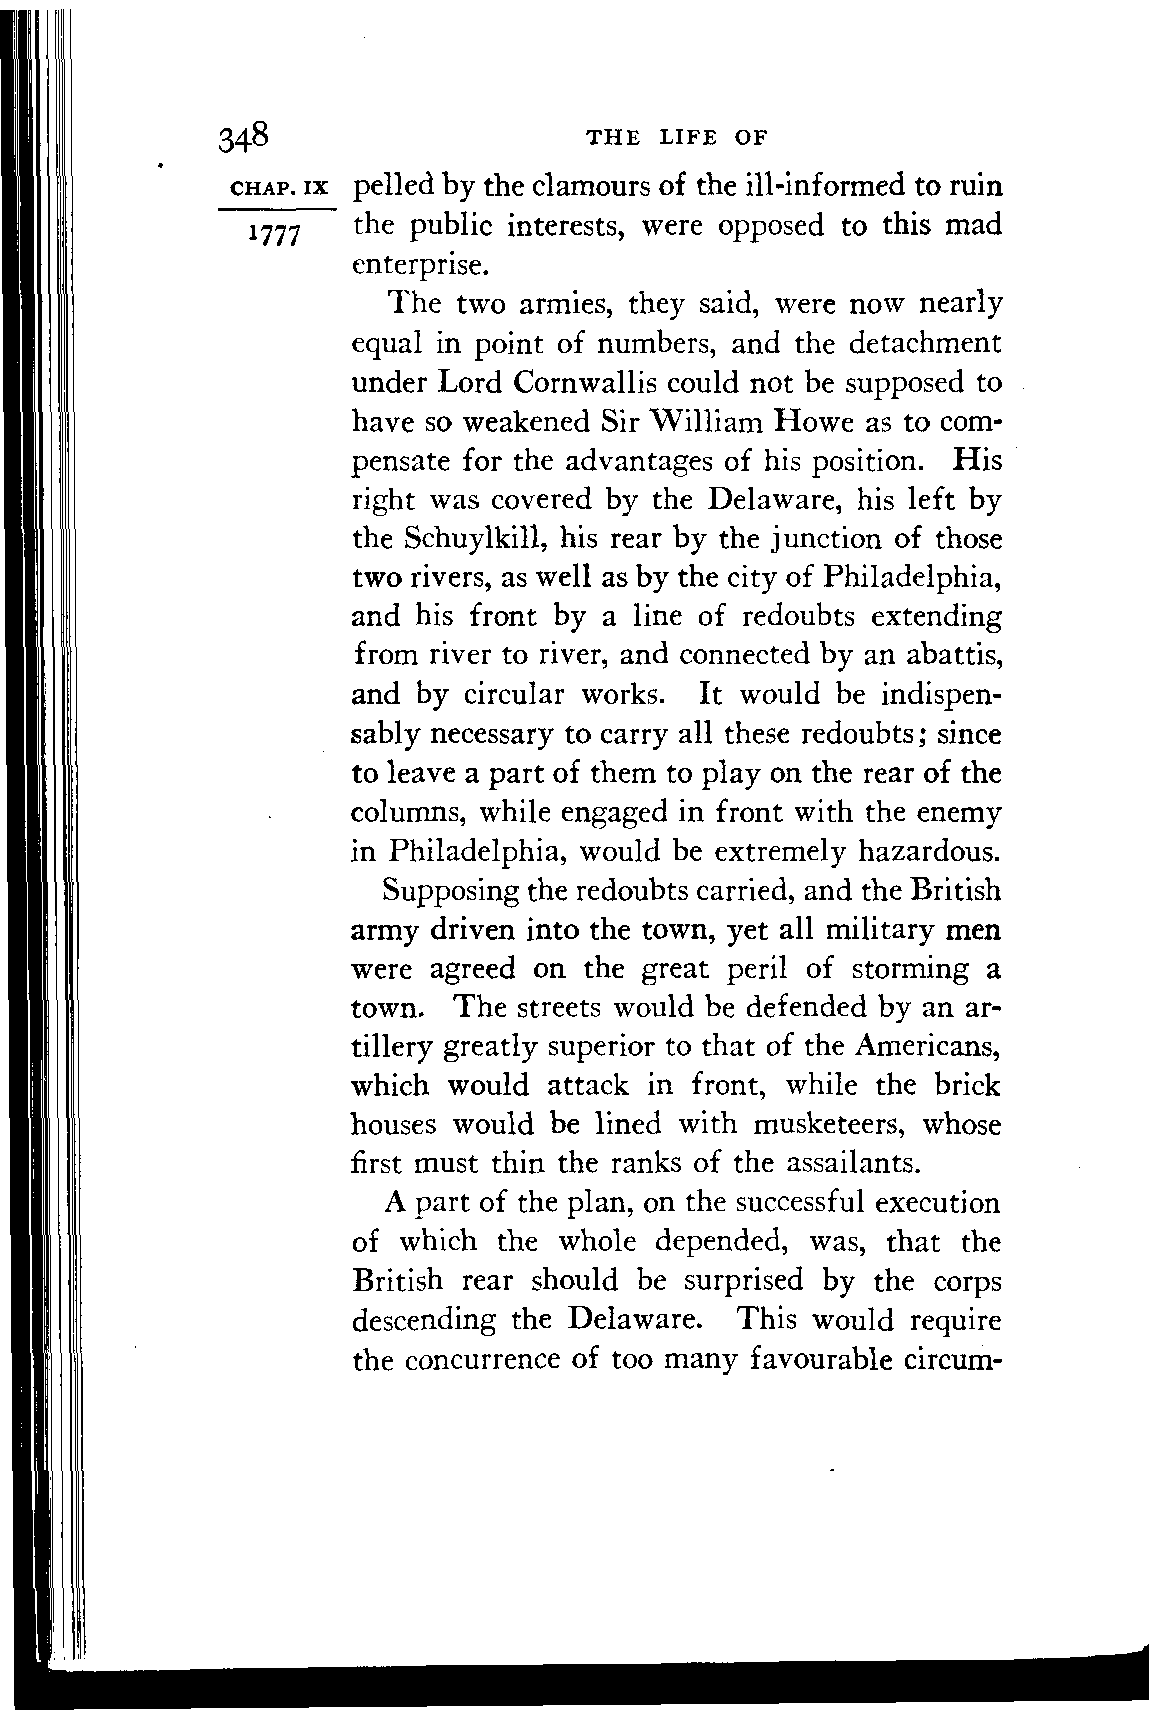 348
THE LIFE OF
CHAP. IX
1777
pelled by the clamours of the ill-informed to ruin
the public interests, were opposed to this mad
enterprise.
The two armies, they said, were now nearly
equal in point of numbers, and the detachment
under Lord Cornwallis could not be supposed to
have so weakened Sir William Howe as to com-
pensate for the advantages of his position. His
right was covered by the Delaware, his left by
the Schuylkill, his rear by the junction of those
two rivers, as well as by the city of Philadelphia,
and his front by a line of redoubts extending
from river to river, and connected by an abattis,
and by circular works. It would be indispen-
sably necessary to carry all these redoubts; since
to leave a part of them to play on the rear of the
columns, while engaged in front with the enemy
in Philadelphia, would be extremely hazardous.
Supposing the redoubts carried, and the British
army driven into the town, yet all military men
were agreed on the great peril of storming a
town. The streets would be defended by an ar-
tillery greatly superior to that of the Americans,
which would attack in front, while the brick
houses would be lined with musketeers, whose
first must thin the ranks of the assailants.
A part of the plan, on the successful execution
of which the whole depended, was, that the
British rear should be surprised by the corps
descending the Delaware. This would require
the concurrence of too many favourable circum-